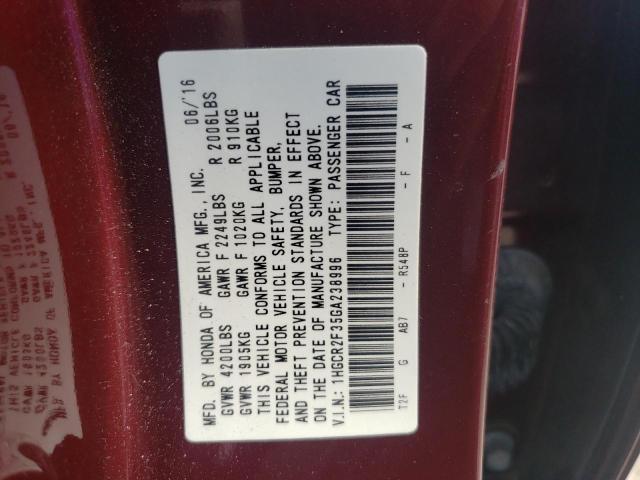 MFD. BY HONDA OF AMERICA MFG., INC. 06/'16
GVWR 4200LBS GAWR F 2249LBS R 2006LBS
GVWR 1905KG GAWR F 1020KG R 910KG
THIS VEHICLE CONFORMS TO ALL APPLICABLE
FEDERAL MOTOR VEHICLE SAFETY, BUMPER,
AND THEFT PREVENTION STANDARDS IN EFFECT
ON THE DATE OF MANUFACTURE SHOWN ABOVE.
V.I.N.: 1HGCR2F35GA238996 TYPE: PASSENGER CAR
T2F G AB7 - R548P - F - A